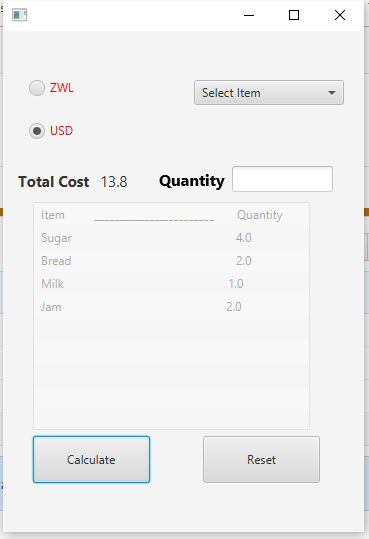 ZWL
Select Item
USD
Total Cost 13.8 Quantity
Item ________________________ Quantity
Sugar 4.0
Bread 2.0
Milk 1.0
Jam 2.0
Calculate Reset